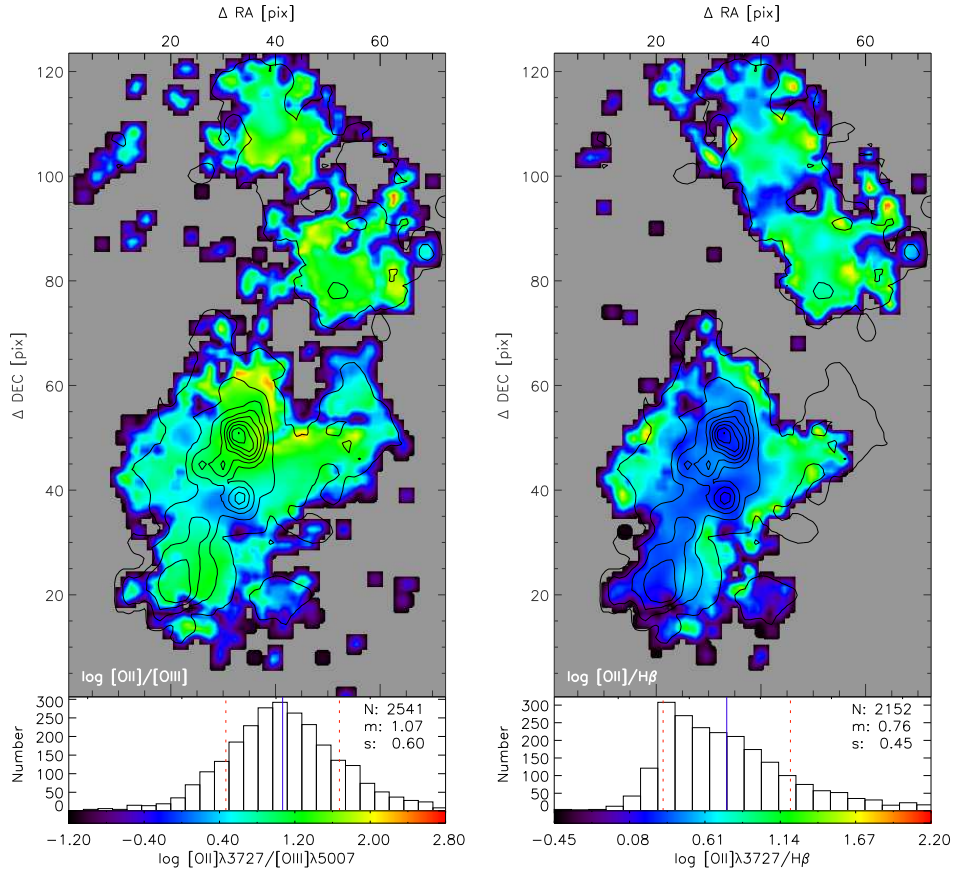 Δ RA [pix]
20 40 60
Δ DEC [pix]
120
100
80
60
40
20
log [OII]/[OIII]
Number
300
250
200
150
100
50
0
N: 2541
m: 1.07
s: 0.60
−1.20 −0.40 0.40 1.20 2.00 2.80
log [OII]λ3727/[OIII]λ5007
Δ RA [pix]
20 40 60
Δ DEC [pix]
120
100
80
60
40
20
log [OII]/Hβ
Number
300
250
200
150
100
50
0
N: 2152
m: 0.76
s: 0.45
−0.45 0.08 0.61 1.14 1.67 2.20
log [OII]λ3727/Hβ